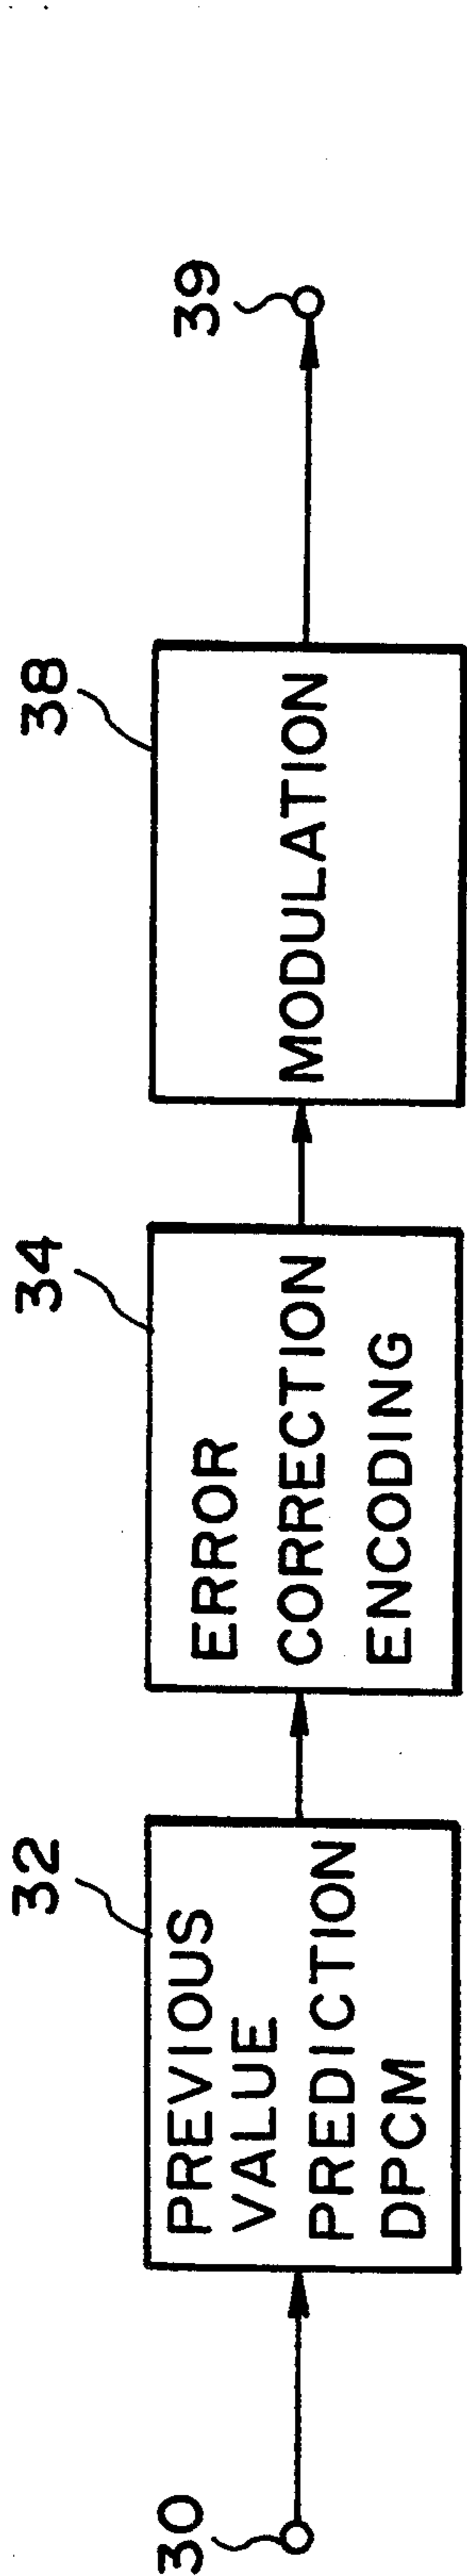 30
32
PREVIOUS
VALUE
PREDICTION
DPCM
34
ERROR
CORRECTION
ENCODING
38
MODULATION
39